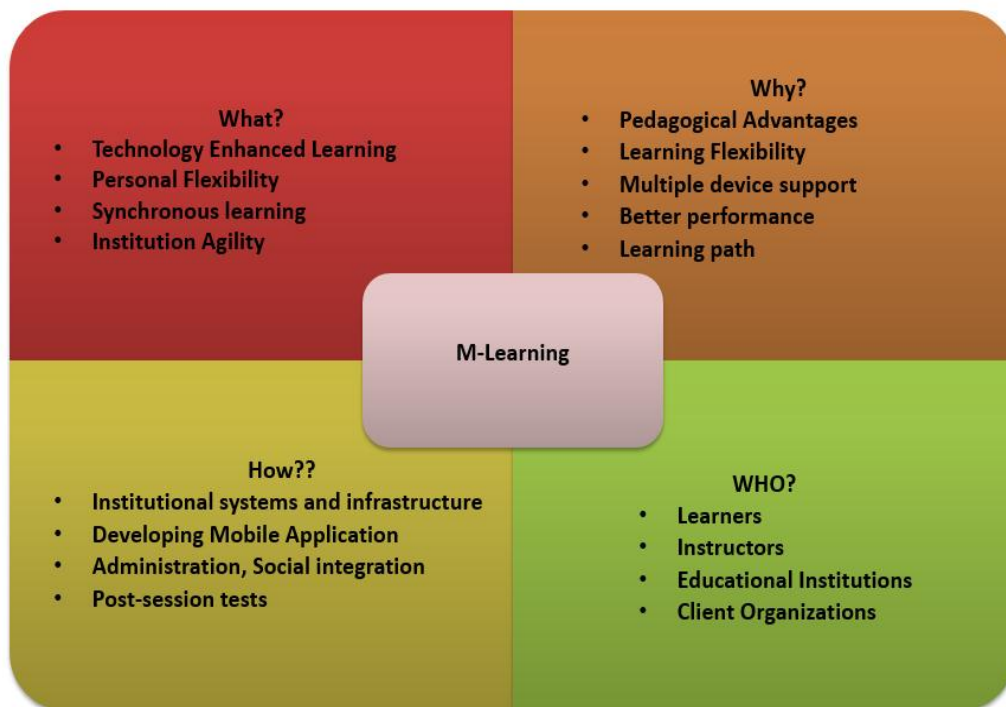 What?
• Technology Enhanced Learning
• Personal Flexibility
• Synchronous learning
• Institution Agility
Why?
• Pedagogical Advantages
• Learning Flexibility
• Multiple device support
• Better performance
• Learning path
M-Learning
How??
• Institutional systems and infrastructure
• Developing Mobile Application
• Administration, Social integration
• Post-session tests
WHO?
• Learners
• Instructors
• Educational Institutions
• Client Organizations